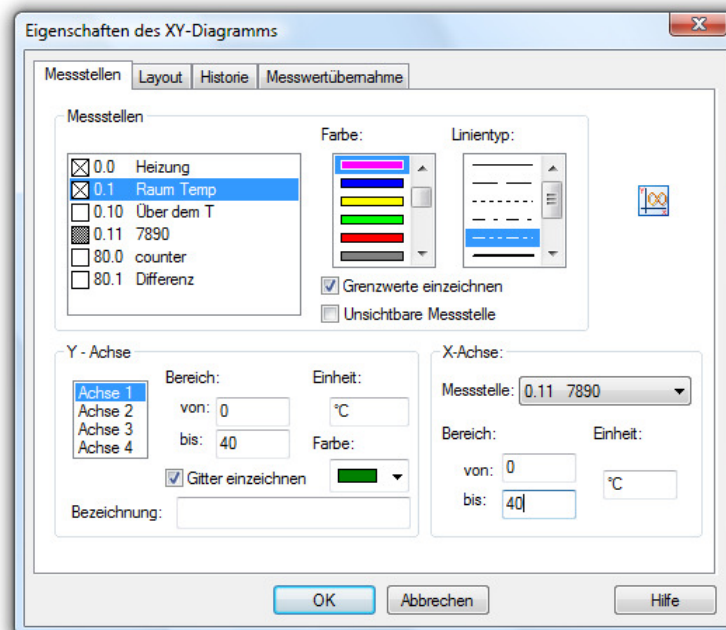 Eigenschaften des XY-Diagramms
Messstellen Layout Historie Messwertübernahme
Messstellen
Farbe:
Linientyp:
0.0 Heizung
0.1 Raum Temp
0.10 Über dem T
0.11 7890
80.0 counter
80.1 Differenz
Grenzwerte einzeichnen
Unsichtbare Messstelle
Y - Achse
Achse 1
Achse 2
Achse 3
Achse 4
Bereich:
von: 0
bis: 40
Einheit:
°C
Farbe:
Gitter einzeichnen
Bezeichnung:
X-Achse:
Messstelle: 0.11 7890
Bereich:
von: 0
bis: 40
Einheit:
°C
OK Abbrechen Hilfe